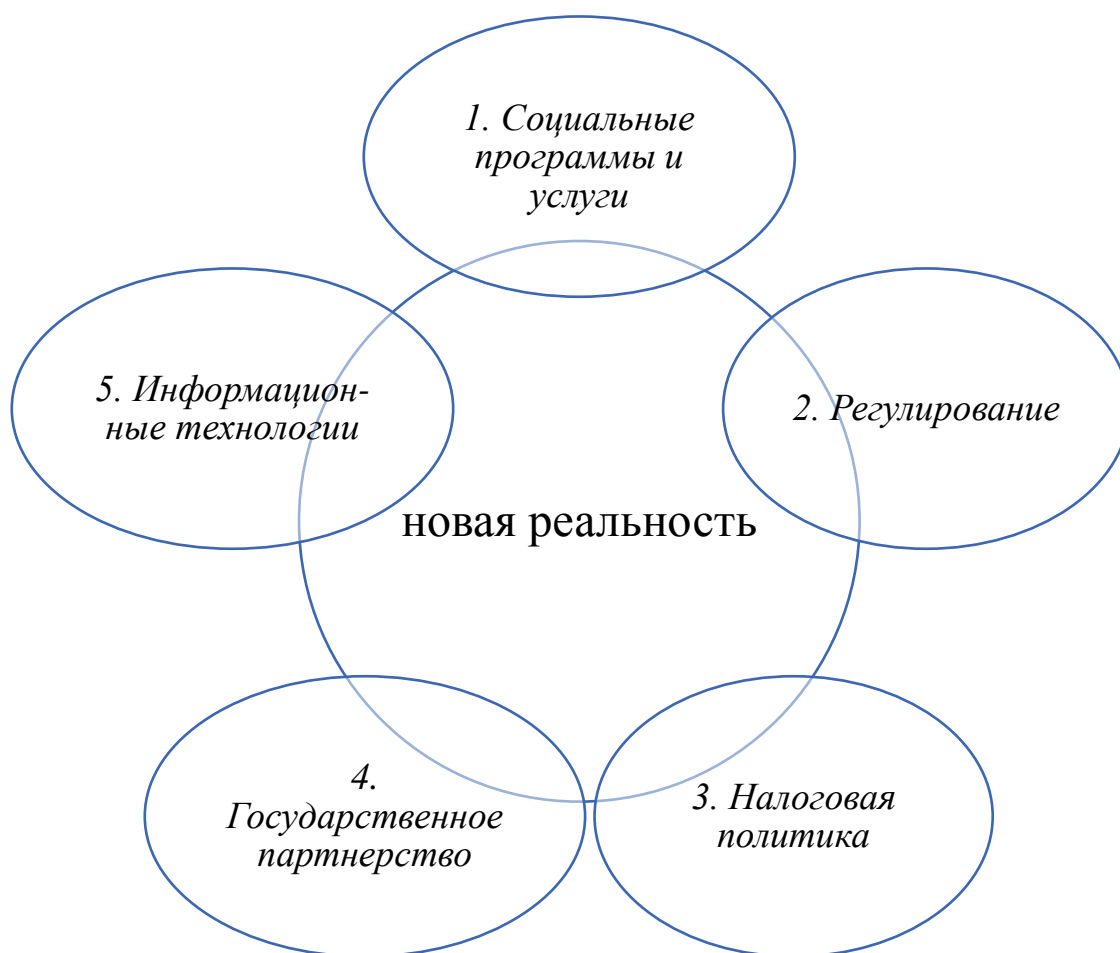 1. Социальные
программы и
услуги
2. Регулирование
3. Налоговая
политика
4.
Государственное
партнерство
5. Информацион-
ные технологии
новая реальность